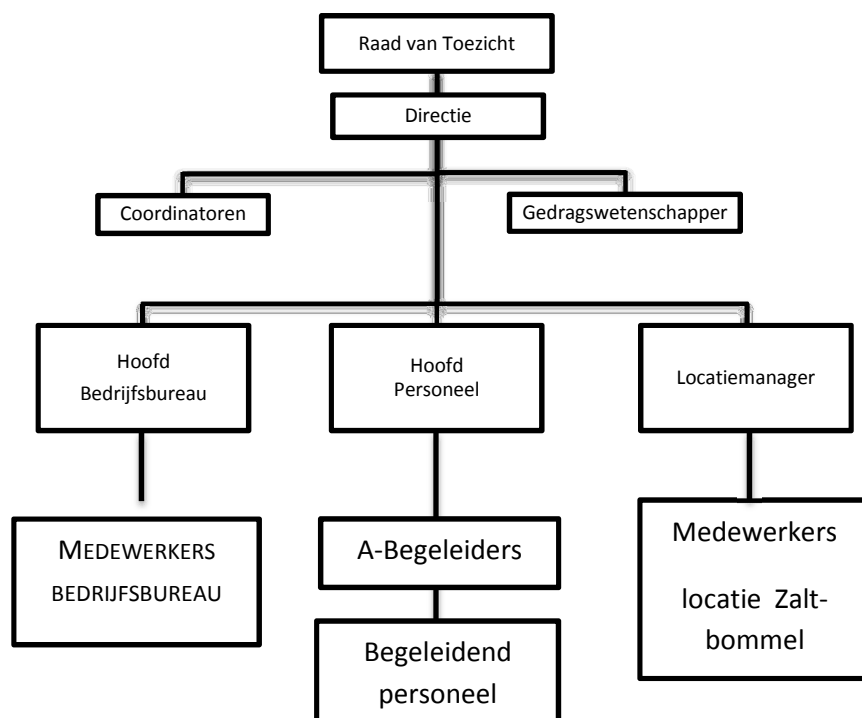 Raad van Toezicht
Directie
Coordinatoren
Gedragswetenschapper
Hoofd
Bedrijfsbureau
Hoofd
Personeel
Locatiemanager
MEDEWERKERS
BEDRIJFSBUREAU
A-Begeleiders
Begeleidend
personeel
Medewerkers
locatie Zalt-
bommel